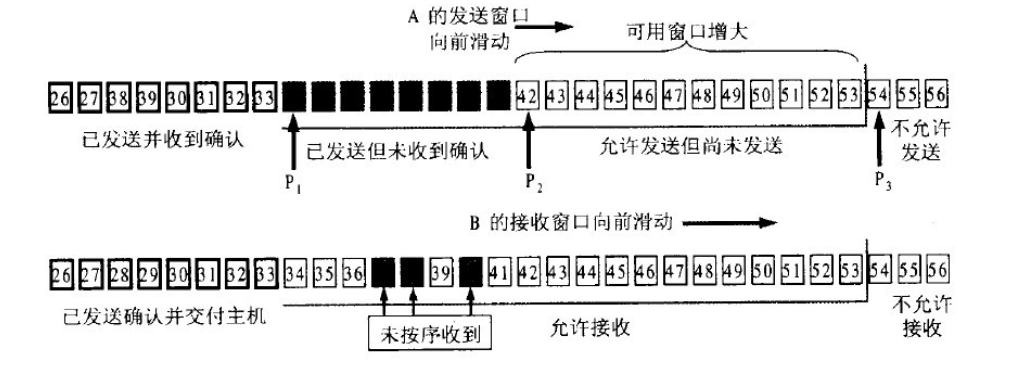 A 的发送窗口
向前滑动
可用窗口增大
26 27 38 39 30 31 32 33 42 43 44 45 46 47 48 49 50 51 52 53 54 55 56
已发送并收到确认
已发送但未收到确认
允许发送但尚未发送
不允许
发送
P1
P2
P3
B 的接收窗口向前滑动
26 27 28 29 30 31 32 33 34 35 36 39 41 42 43 44 45 46 47 48 49 50 51 52 53 54 55 56
已发送确认并交付主机
未按序收到
允许接收
不允许
接收